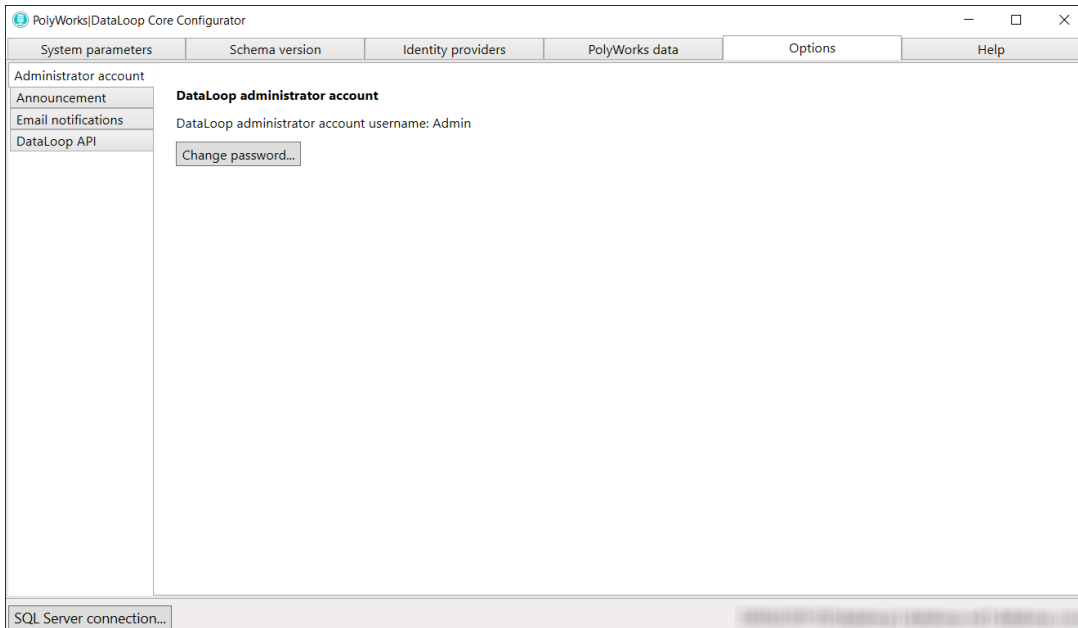 PolyWorks|DataLoop Core Configurator
System parameters
Schema version
Identity providers
PolyWorks data
Options
Help
Administrator account
Announcement
Email notifications
DataLoop API
DataLoop administrator account
DataLoop administrator account username: Admin
Change password...
SQL Server connection...